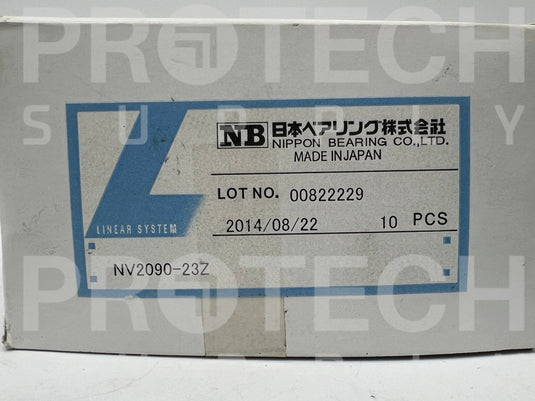 PROTECH
SUPPLY
NB 日本ベアリング株式会社
NIPPON BEARING CO.,LTD.
MADE IN JAPAN
LOT NO. 00822229
2014/08/22 10 PCS
L
LINEAR SYSTEM
NV2090-23Z
PROTECH
SUPPLY